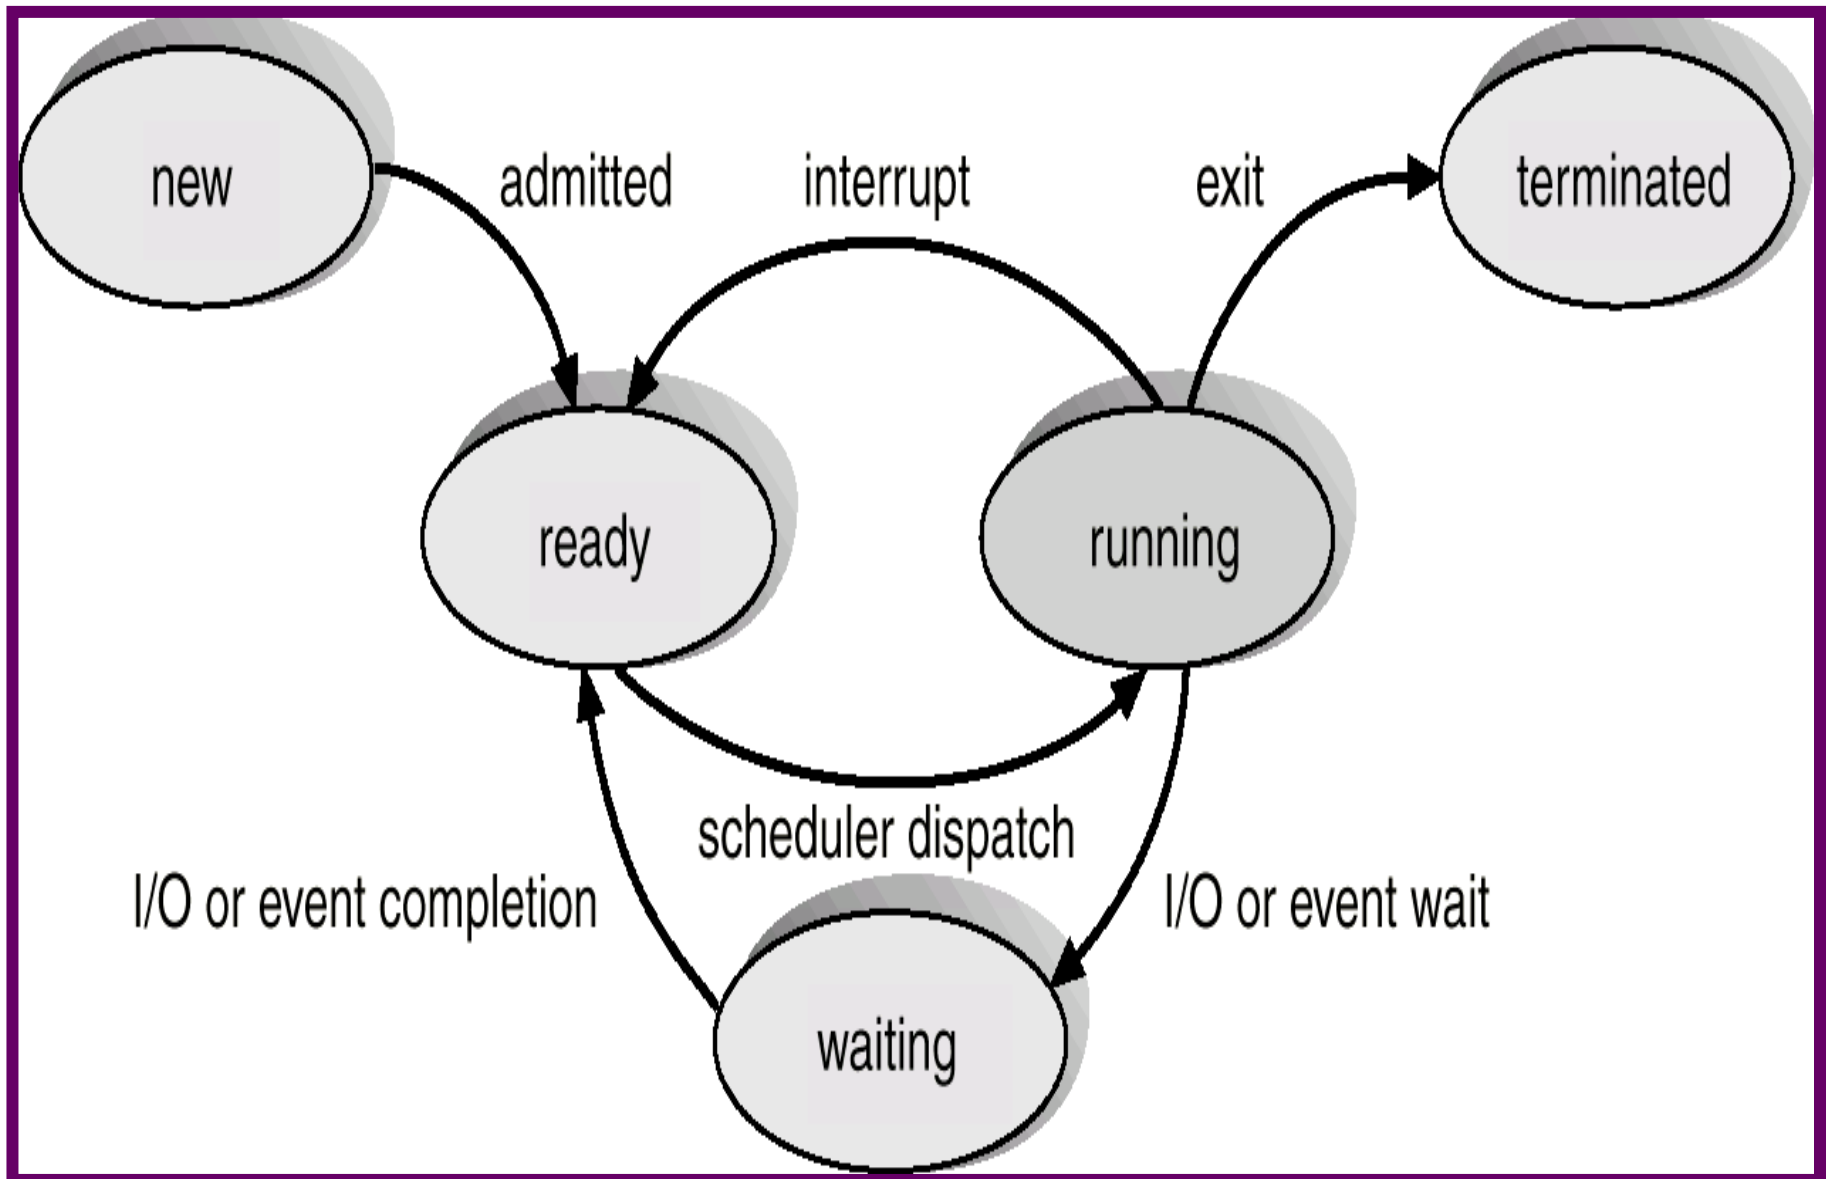 new
admitted
interrupt
exit
terminated
ready
running
scheduler dispatch
I/O or event completion
I/O or event wait
waiting